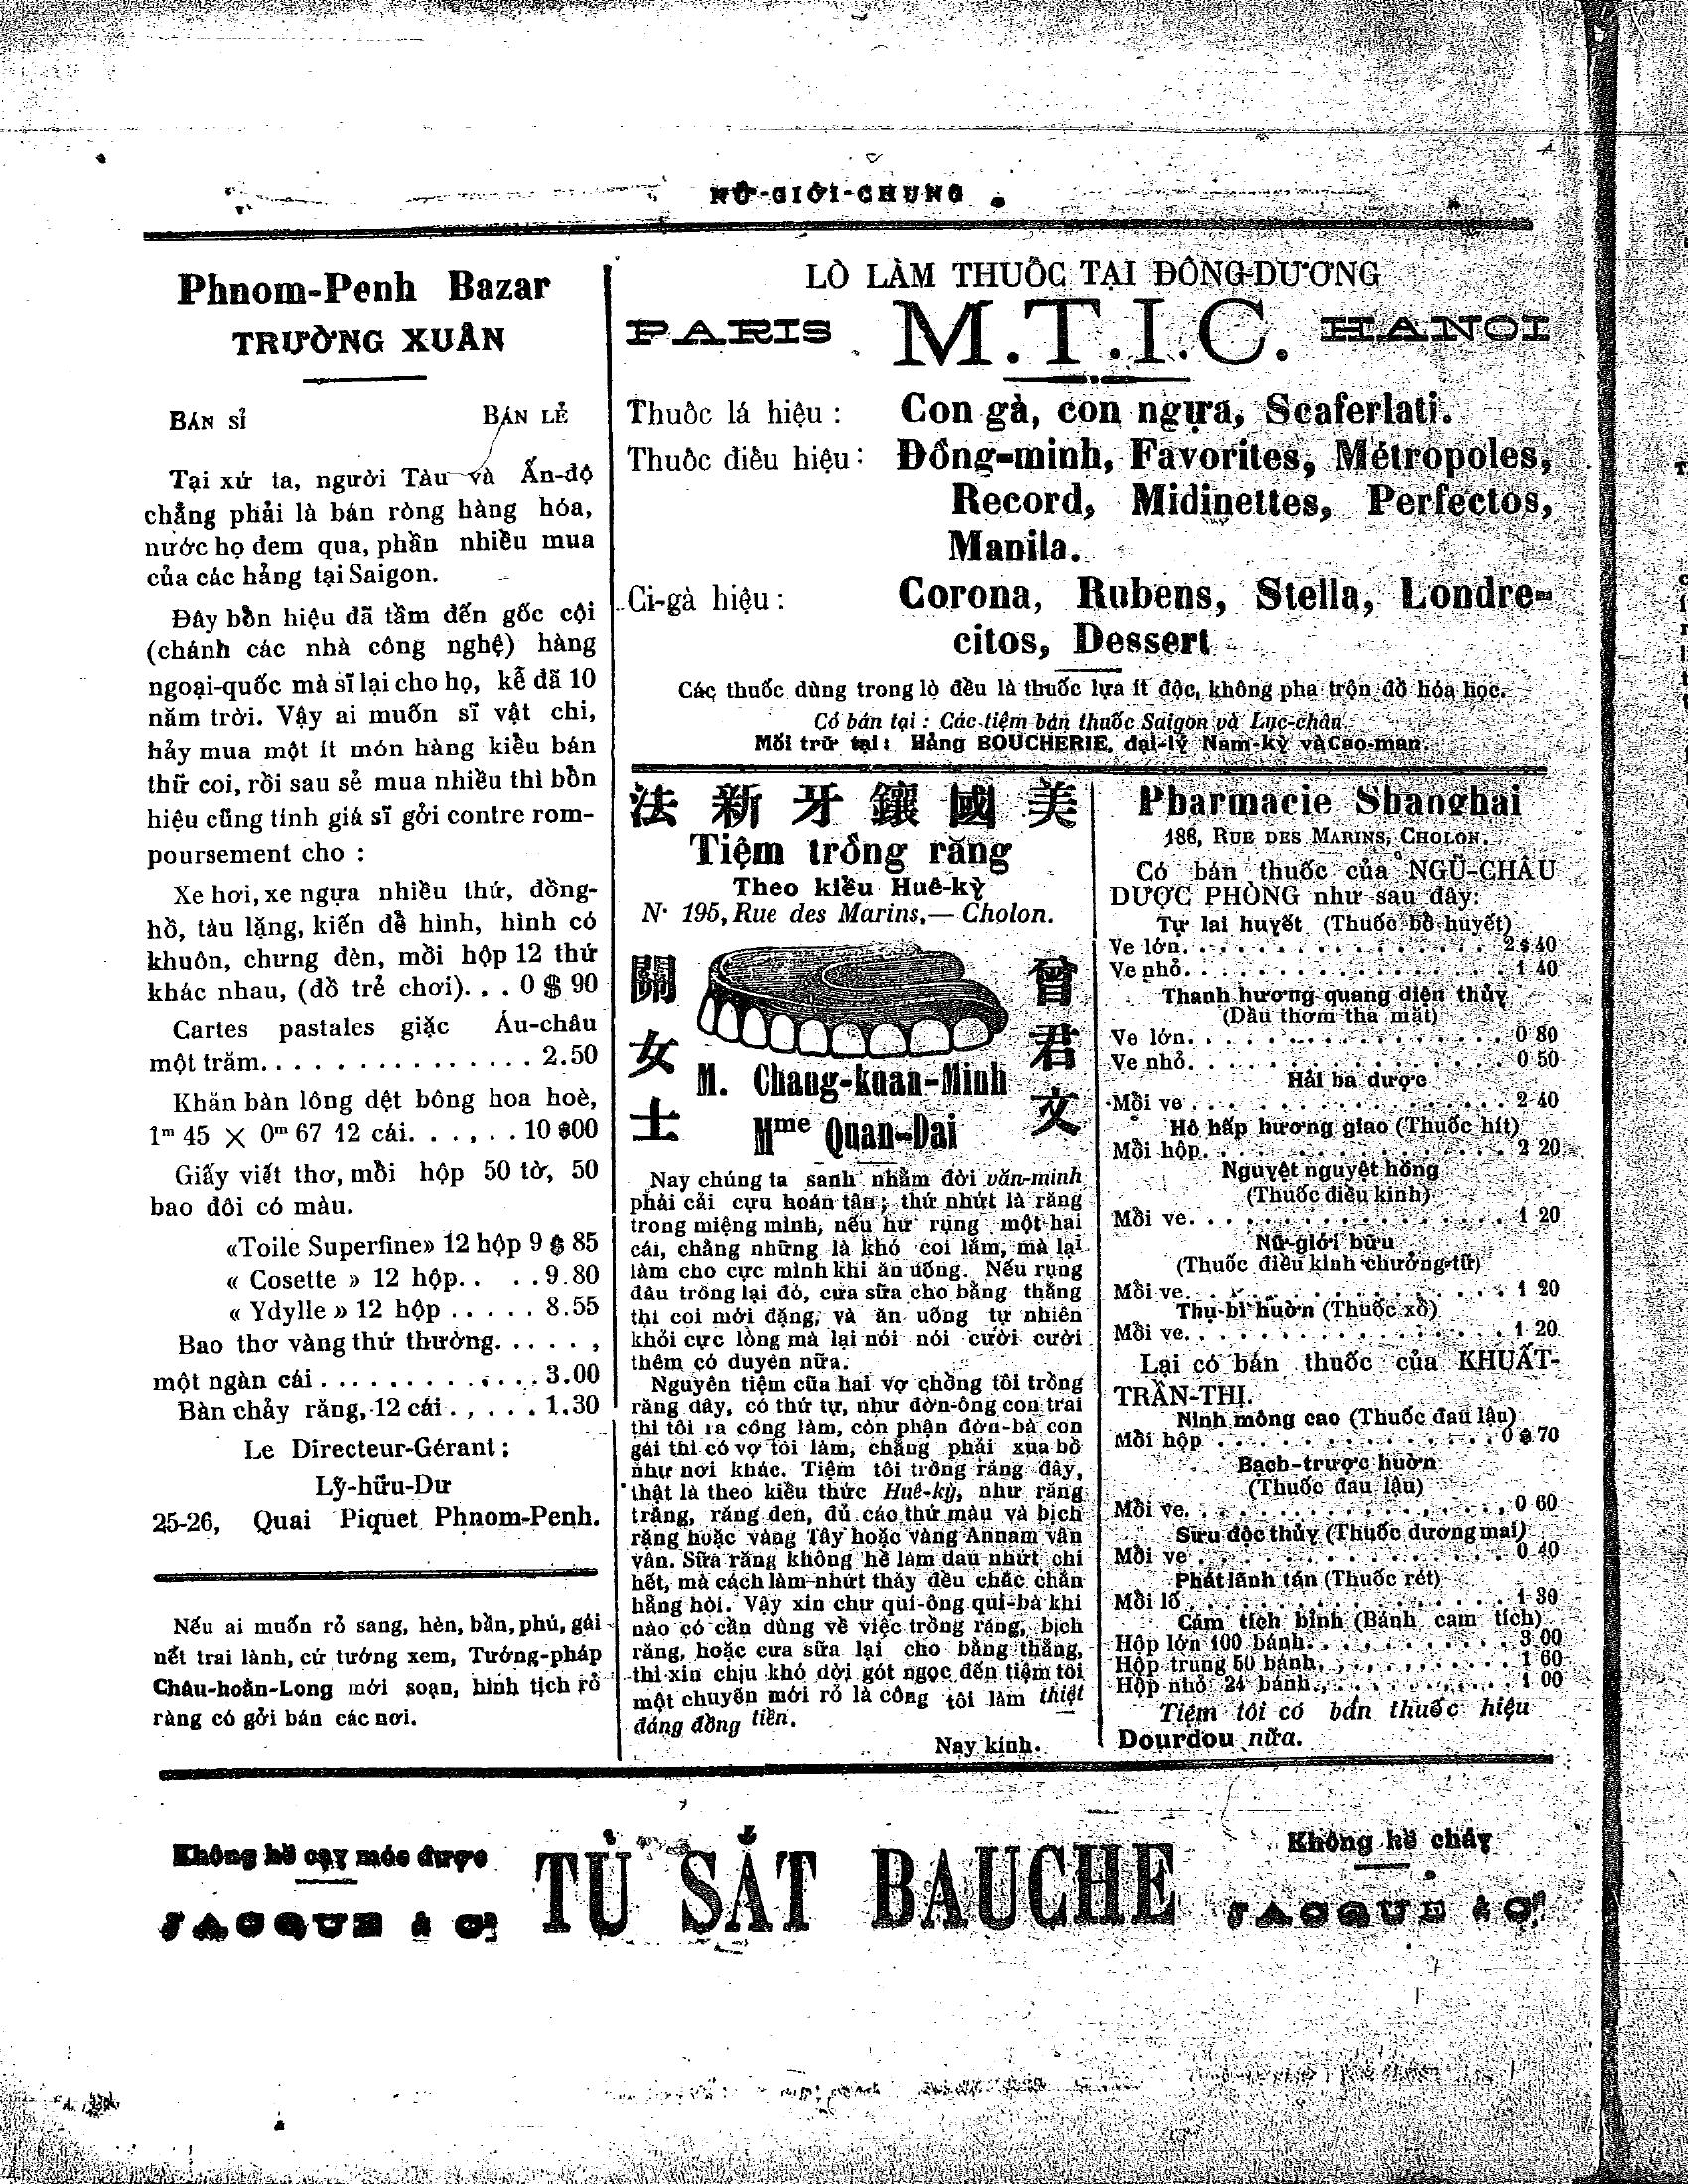 NỮ-GIỚI-CHUNG
Phnom-Penh Bazar
TRƯỜNG XUÂN
BÁN SỈ BÁN LẺ
Tại xứ ta, người Tàu và Ấn-độ
chẳng phải là bán ròng hàng hóa,
nước họ đem qua, phần nhiều mua
của các hảng tại Saigon.
Đây bổn hiệu đã tầm đến gốc cội
(chánh các nhà công nghệ) hàng
ngoại-quốc mà sĩ lại cho họ, kể đã 10
năm trời. Vậy ai muốn sĩ vật chi,
hảy mua một ít món hàng kiểu bán
thử coi, rồi sau sẻ mua nhiều thì bổn
hiệu cũng tính giá sĩ gởi contre rom-
poursement cho :
Xe hơi, xe ngựa nhiều thứ, đồng-
hồ, tàu lặng, kiến để hình, hình có
khuôn, chưng đèn, mỗi hộp 12 thứ
khác nhau, (đồ trẻ chơi)... 0 $ 90
Cartes pastales giặc Áu-châu
một trăm............... 2.50
Khăn bàn lông dệt bông hoa hoè,
1m 45 × 0m 67 12 cái....... 10 $00
Giấy viết thơ, mỗi hộp 50 tờ, 50
bao đôi có màu.
«Toile Superfine» 12 hộp 9 $ 85
« Cosette » 12 hộp.. ..9.80
« Ydylle » 12 hộp ..... 8.55
Bao thơ vàng thứ thường.....,
một ngàn cái..............3.00
Bàn chảy răng, 12 cái......1.30
Le Directeur-Gérant :
Lỹ-hữu-Dư
25-26, Quai Piquet Phnom-Penh.
Nếu ai muốn rỏ sang, hèn, bần, phú, gái
nết trai lành, cứ tướng xem, Tướng-pháp
Châu-hoằn-Long mới soạn, hình tịch rỏ
ràng có gởi bán các nơi.
LÒ LÀM THUỐC TẠI ĐÔNG-DƯƠNG
PARIS M.T.I.C. HANOI
Thuốc lá hiệu : Con gà, con ngựa, Scaferlati.
Thuốc điếu hiệu : Đồng-minh, Favorites, Métropoles,
Record, Midinettes, Perfectos,
Manila.
Ci-gà hiệu : Corona, Rubens, Stella, Londre-
citos, Dessert
Các thuốc dùng trong lò đều là thuốc lựa ít độc, không pha trộn đồ hóa học.
Có bán tại : Các tiệm bán thuốc Saigon và Lục-châu
Mối trữ tại : Hảng BOUCHERIE, đại-lý Nam-kỳ và Cao-man.
法新牙鑲國美
Tiệm trồng răng
Theo kiểu Huê-kỳ
N· 195, Rue des Marins,— Cholon.
關女士
曾君文
M. Chang-kuan-Minh
Mme Quan-Dai
Nay chúng ta sanh nhằm đời văn-minh
phải cải cựu hoán tân ; thứ nhứt là răng
trong miệng mình, nếu hư rụng một hai
cái, chẳng những là khó coi lắm, mà lại
làm cho cực mình khi ăn uống. Nếu rụng
đâu trồng lại đó, cưa sửa cho bằng thẳng
thì coi mới đặng, và ăn uống tự nhiên
khỏi cực lòng mà lại nói nói cười cười
thêm có duyên nữa.
Nguyên tiệm của hai vợ chồng tôi trồng
răng đây, có thứ tự, như đờn-ông con trai
thì tôi ra công làm, còn phận đờn-bà con
gái thì có vợ tôi làm, chẳng phải xụa bồ
như nơi khác. Tiệm tôi trồng răng đây,
thật là theo kiểu thức Huê-kỳ, như răng
trắng, răng đen, đủ các thứ màu và bịch
răng hoặc vàng Tây hoặc vàng Annam vân
vân. Sửa răng không hề làm đau nhứt chi
hết, mà cách làm nhứt thảy đều chắc chắn
hẳng hòi. Vậy xin chư quí-ông quí-bà khi
nào có cần dùng về việc trồng răng, bịch
răng, hoặc cưa sửa lại cho bằng thẳng,
thì xin chịu khó dời gót ngọc đến tiệm tôi
một chuyến mới rỏ là công tôi làm thiệt
đáng đồng tiền.
Nay kính.
Pharmacie Shanghai
186, RUE DES MARINS, CHOLON.
Có bán thuốc của NGŨ-CHÂU
DƯỢC PHÒNG như sau đây:
Tự lai huyết (Thuốc bổ huyết)
Ve lớn.................. 2 $ 40
Ve nhỏ.................. 1 40
Thanh hương quang diện thủy
(Dầu thơm tha mặt)
Ve lớn.................. 0 80
Ve nhỏ.................. 0 50
Hải ba dược
Mỗi ve.................. 2 40
Hô hấp hương giao (Thuốc hít)
Mỗi hộp................. 2 20
Nguyệt nguyệt hồng
(Thuốc điều kinh)
Mỗi ve.................. 1 20
Nữ-giới bữu
(Thuốc điều kinh chưởng-tử)
Mỗi ve.................. 1 20
Thụ-bì huờn (Thuốc xổ)
Mỗi ve.................. 1 20
Lại có bán thuốc của KHUẤT-
TRẦN-THỊ.
Ninh mông cao (Thuốc đau lậu)
Mỗi hộp................. 0 $ 70
Bạch-trược huờn
(Thuốc đau lậu)
Mỗi ve.................. 0 60
Sưu độc thủy (Thuốc dương mai)
Mỗi ve.................. 0 40
Phát lãnh tán (Thuốc rét)
Mỗi lố.................. 1 30
Cám tích bỉnh (Bánh cam tích)
Hộp lớn 100 bánh........ 3 00
Hộp trung 50 bánh....... 1 60
Hộp nhỏ 24 bánh......... 1 00
Tiệm tôi có bán thuốc hiệu
Dourdou nữa.
Không hề cạy móc được
JACQUE & Cie
TỦ SẮT BAUCHE
Không hề cháy
JACQUE & Cie